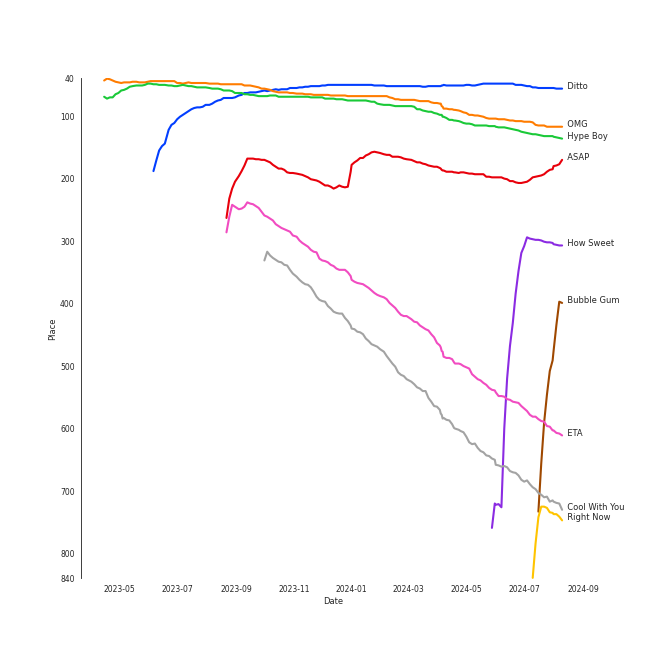 40
100
200
300
400
500
600
700
800
840
Place
Ditto
OMG
Hype Boy
ASAP
How Sweet
Bubble Gum
ETA
Cool With You
Right Now
2023-05 2023-07 2023-09 2023-11 2024-01 2024-03 2024-05 2024-07 2024-09
Date